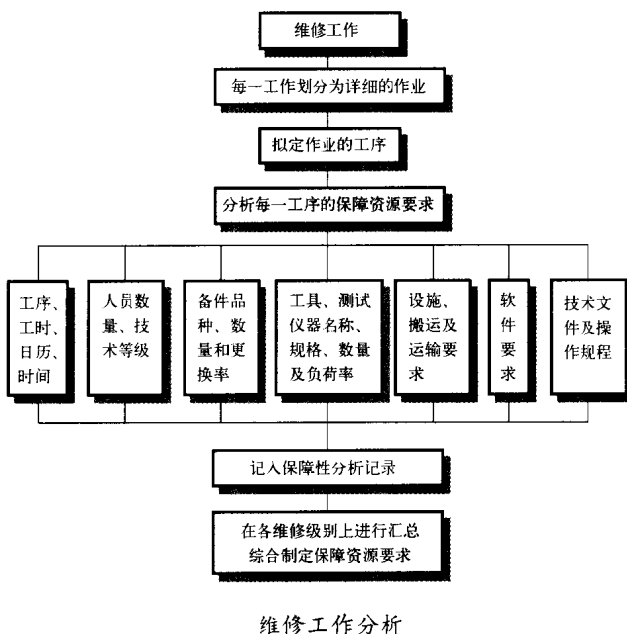 维修工作
每一工作划分为详细的作业
拟定作业的工序
分析每一工序的保障资源要求
工序、
工时、
日历、
时间
人员数
量、技
术等级
备件品
种、数
量和更
换率
工具、测试
仪器名称、
规格、数量
及负荷率
设施、
搬运及
运输要
求
软
件
要
求
技术文
件及操
作规程
记入保障性分析记录
在各维修级别上进行汇总
综合制定保障资源要求
维修工作分析